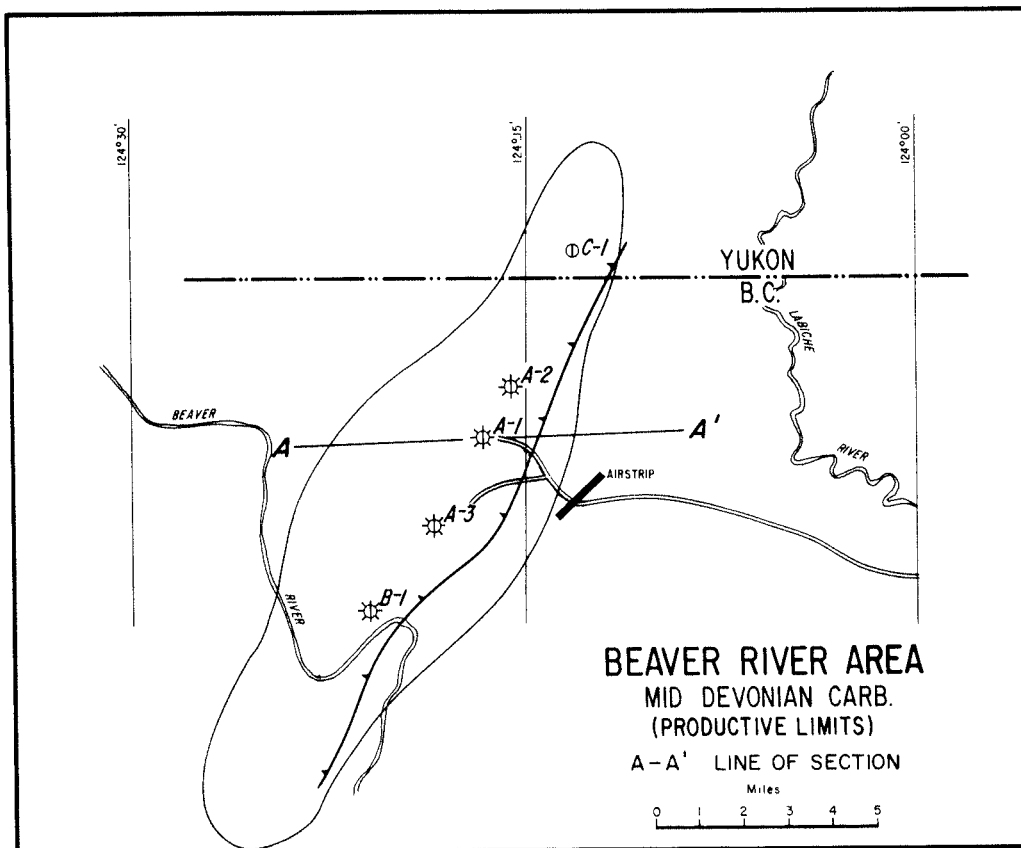 124°30'
124°15'
124°00'
C-1
YUKON
B.C.
LABICHE
A-2
BEAVER
A
A-1
A'
RIVER
AIRSTRIP
A-3
B-1
RIVER
BEAVER RIVER AREA
MID DEVONIAN CARB.
(PRODUCTIVE LIMITS)
A-A' LINE OF SECTION
Miles
0 1 2 3 4 5